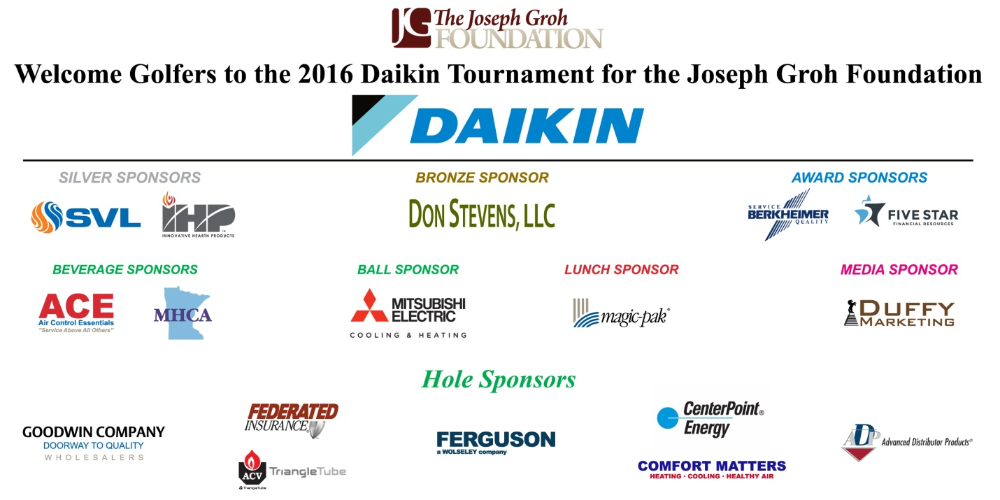 JG The Joseph Groh
FOUNDATION
Welcome Golfers to the 2016 Daikin Tournament for the Joseph Groh Foundation
DAIKIN
SILVER SPONSORS
SVL
IHP™
INNOVATIVE HEARTH PRODUCTS
BRONZE SPONSOR
DON STEVENS, LLC
AWARD SPONSORS
SERVICE
BERKHEIMER
QUALITY
FIVE STAR
FINANCIAL RESOURCES
BEVERAGE SPONSORS
ACE
Air Control Essentials
"Service Above All Others"
MHCA
BALL SPONSOR
MITSUBISHI
ELECTRIC
COOLING & HEATING
LUNCH SPONSOR
magic-pak®
MEDIA SPONSOR
DUFFY
MARKETING
Hole Sponsors
GOODWIN COMPANY
DOORWAY TO QUALITY
WHOLESALERS
FEDERATED
INSURANCE®
ACV TriangleTube
TriangleTube
FERGUSON
a WOLSELEY company
CenterPoint®
Energy
COMFORT MATTERS
HEATING · COOLING · HEALTHY AIR
ADP Advanced Distributor Products®